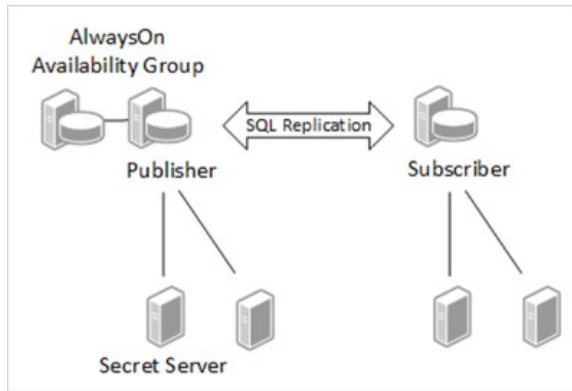 AlwaysOn
Availability Group
SQL Replication
Publisher
Subscriber
Secret Server